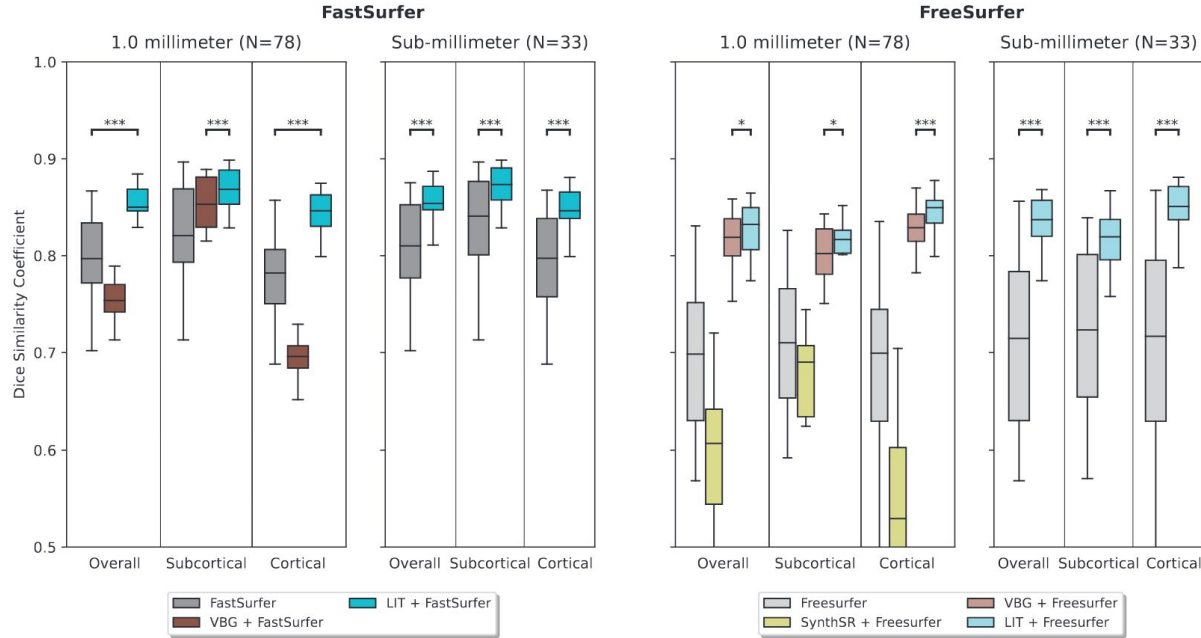 FastSurfer
FreeSurfer
1.0 millimeter (N=78)
Sub-millimeter (N=33)
1.0 millimeter (N=78)
Sub-millimeter (N=33)
Dice Similarity Coefficient
1.0
0.9
0.8
0.7
0.6
0.5
***
***
***
***
***
***
*
*
***
***
***
***
Overall
Subcortical
Cortical
Overall
Subcortical
Cortical
Overall
Subcortical
Cortical
Overall
Subcortical
Cortical
FastSurfer
VBG + FastSurfer
LIT + FastSurfer
Freesurfer
SynthSR + Freesurfer
VBG + Freesurfer
LIT + Freesurfer